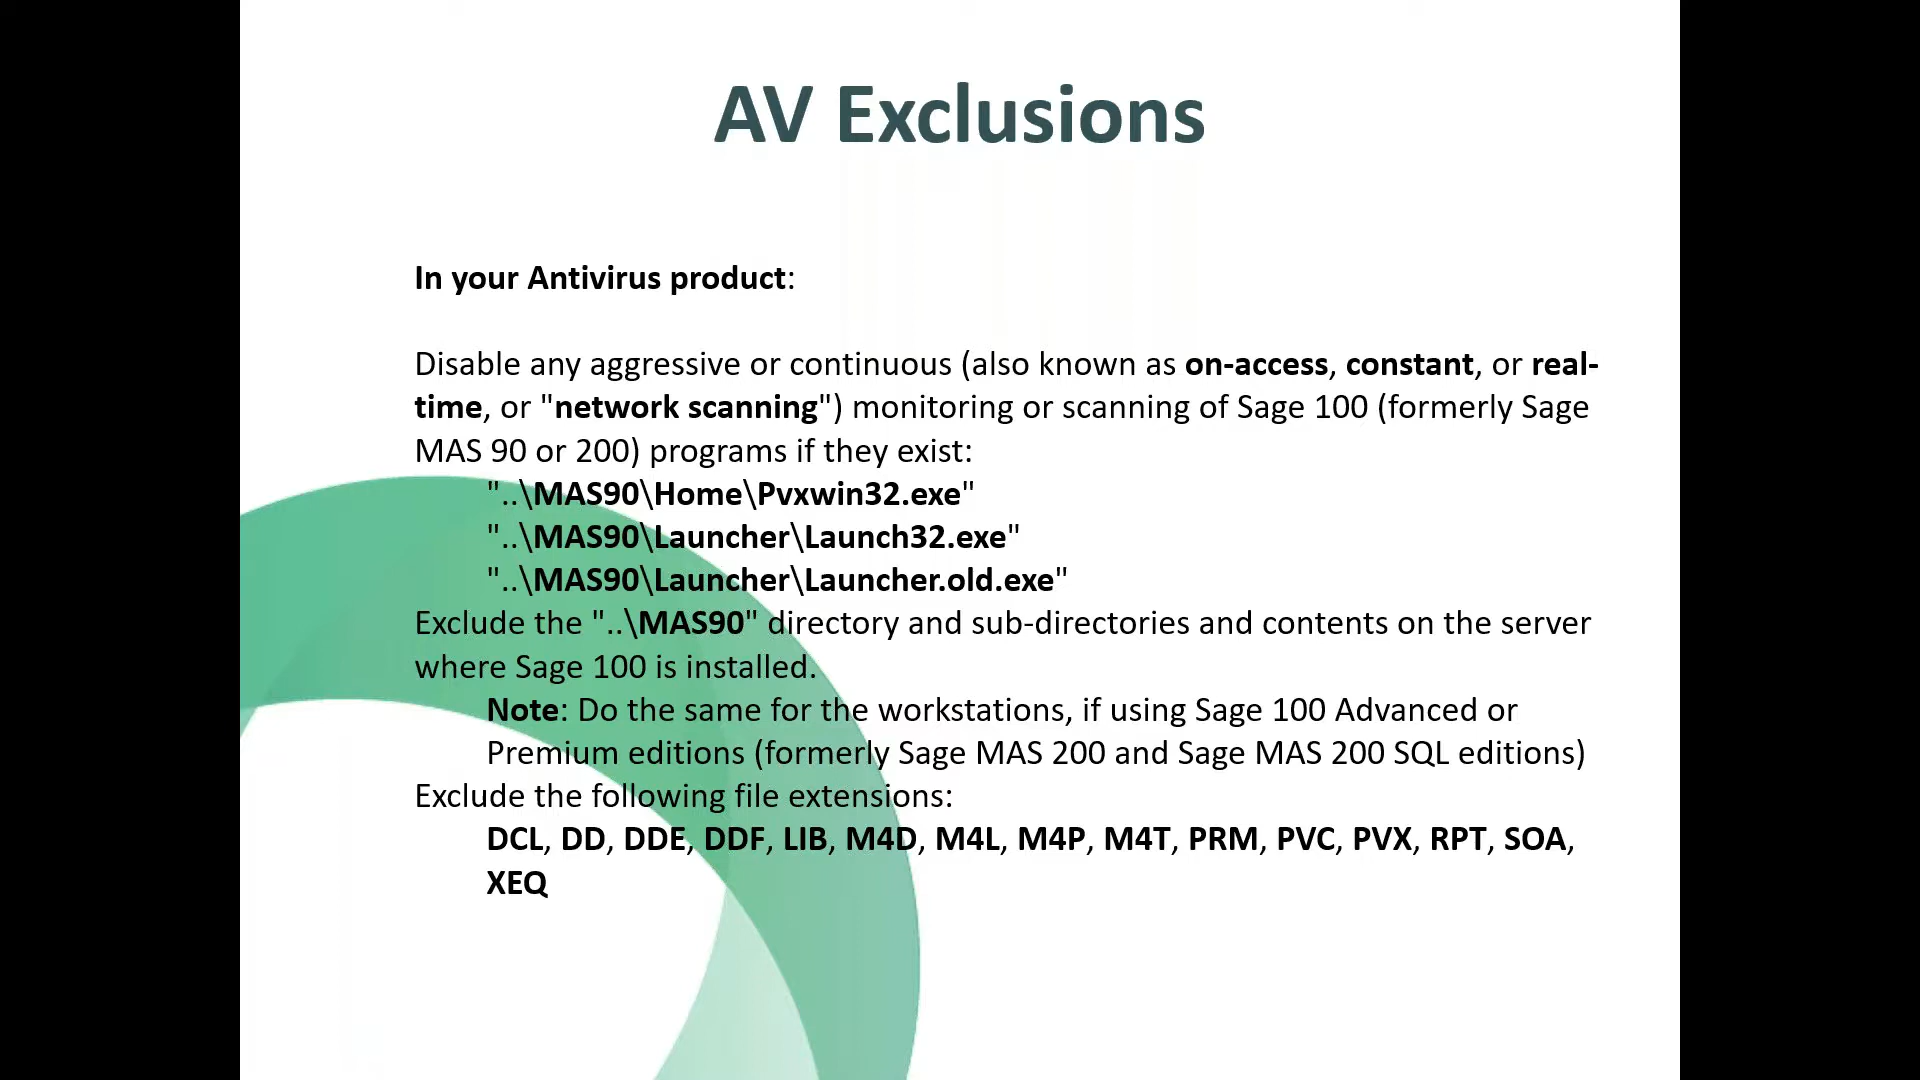 AV Exclusions
In your Antivirus product:
Disable any aggressive or continuous (also known as on-access, constant, or real-
time, or "network scanning") monitoring or scanning of Sage 100 (formerly Sage
MAS 90 or 200) programs if they exist:
"..\MAS90\Home\Pvxwin32.exe"
"..\MAS90\Launcher\Launch32.exe"
"..\MAS90\Launcher\Launcher.old.exe"
Exclude the "..\MAS90" directory and sub-directories and contents on the server
where Sage 100 is installed.
Note: Do the same for the workstations, if using Sage 100 Advanced or
Premium editions (formerly Sage MAS 200 and Sage MAS 200 SQL editions)
Exclude the following file extensions:
DCL, DD, DDE, DDF, LIB, M4D, M4L, M4P, M4T, PRM, PVC, PVX, RPT, SOA,
XEQ